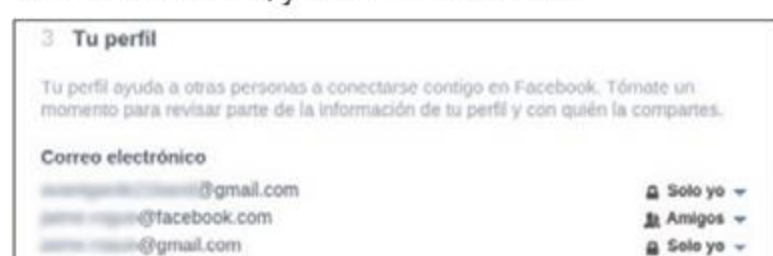 3 Tu perfil
Tu perfil ayuda a otras personas a conectarse contigo en Facebook. Tómate un
momento para revisar parte de la información de tu perfil y con quién la compartes.
Correo electrónico
@gmail.com Solo yo
@facebook.com Amigos
@gmail.com Solo yo